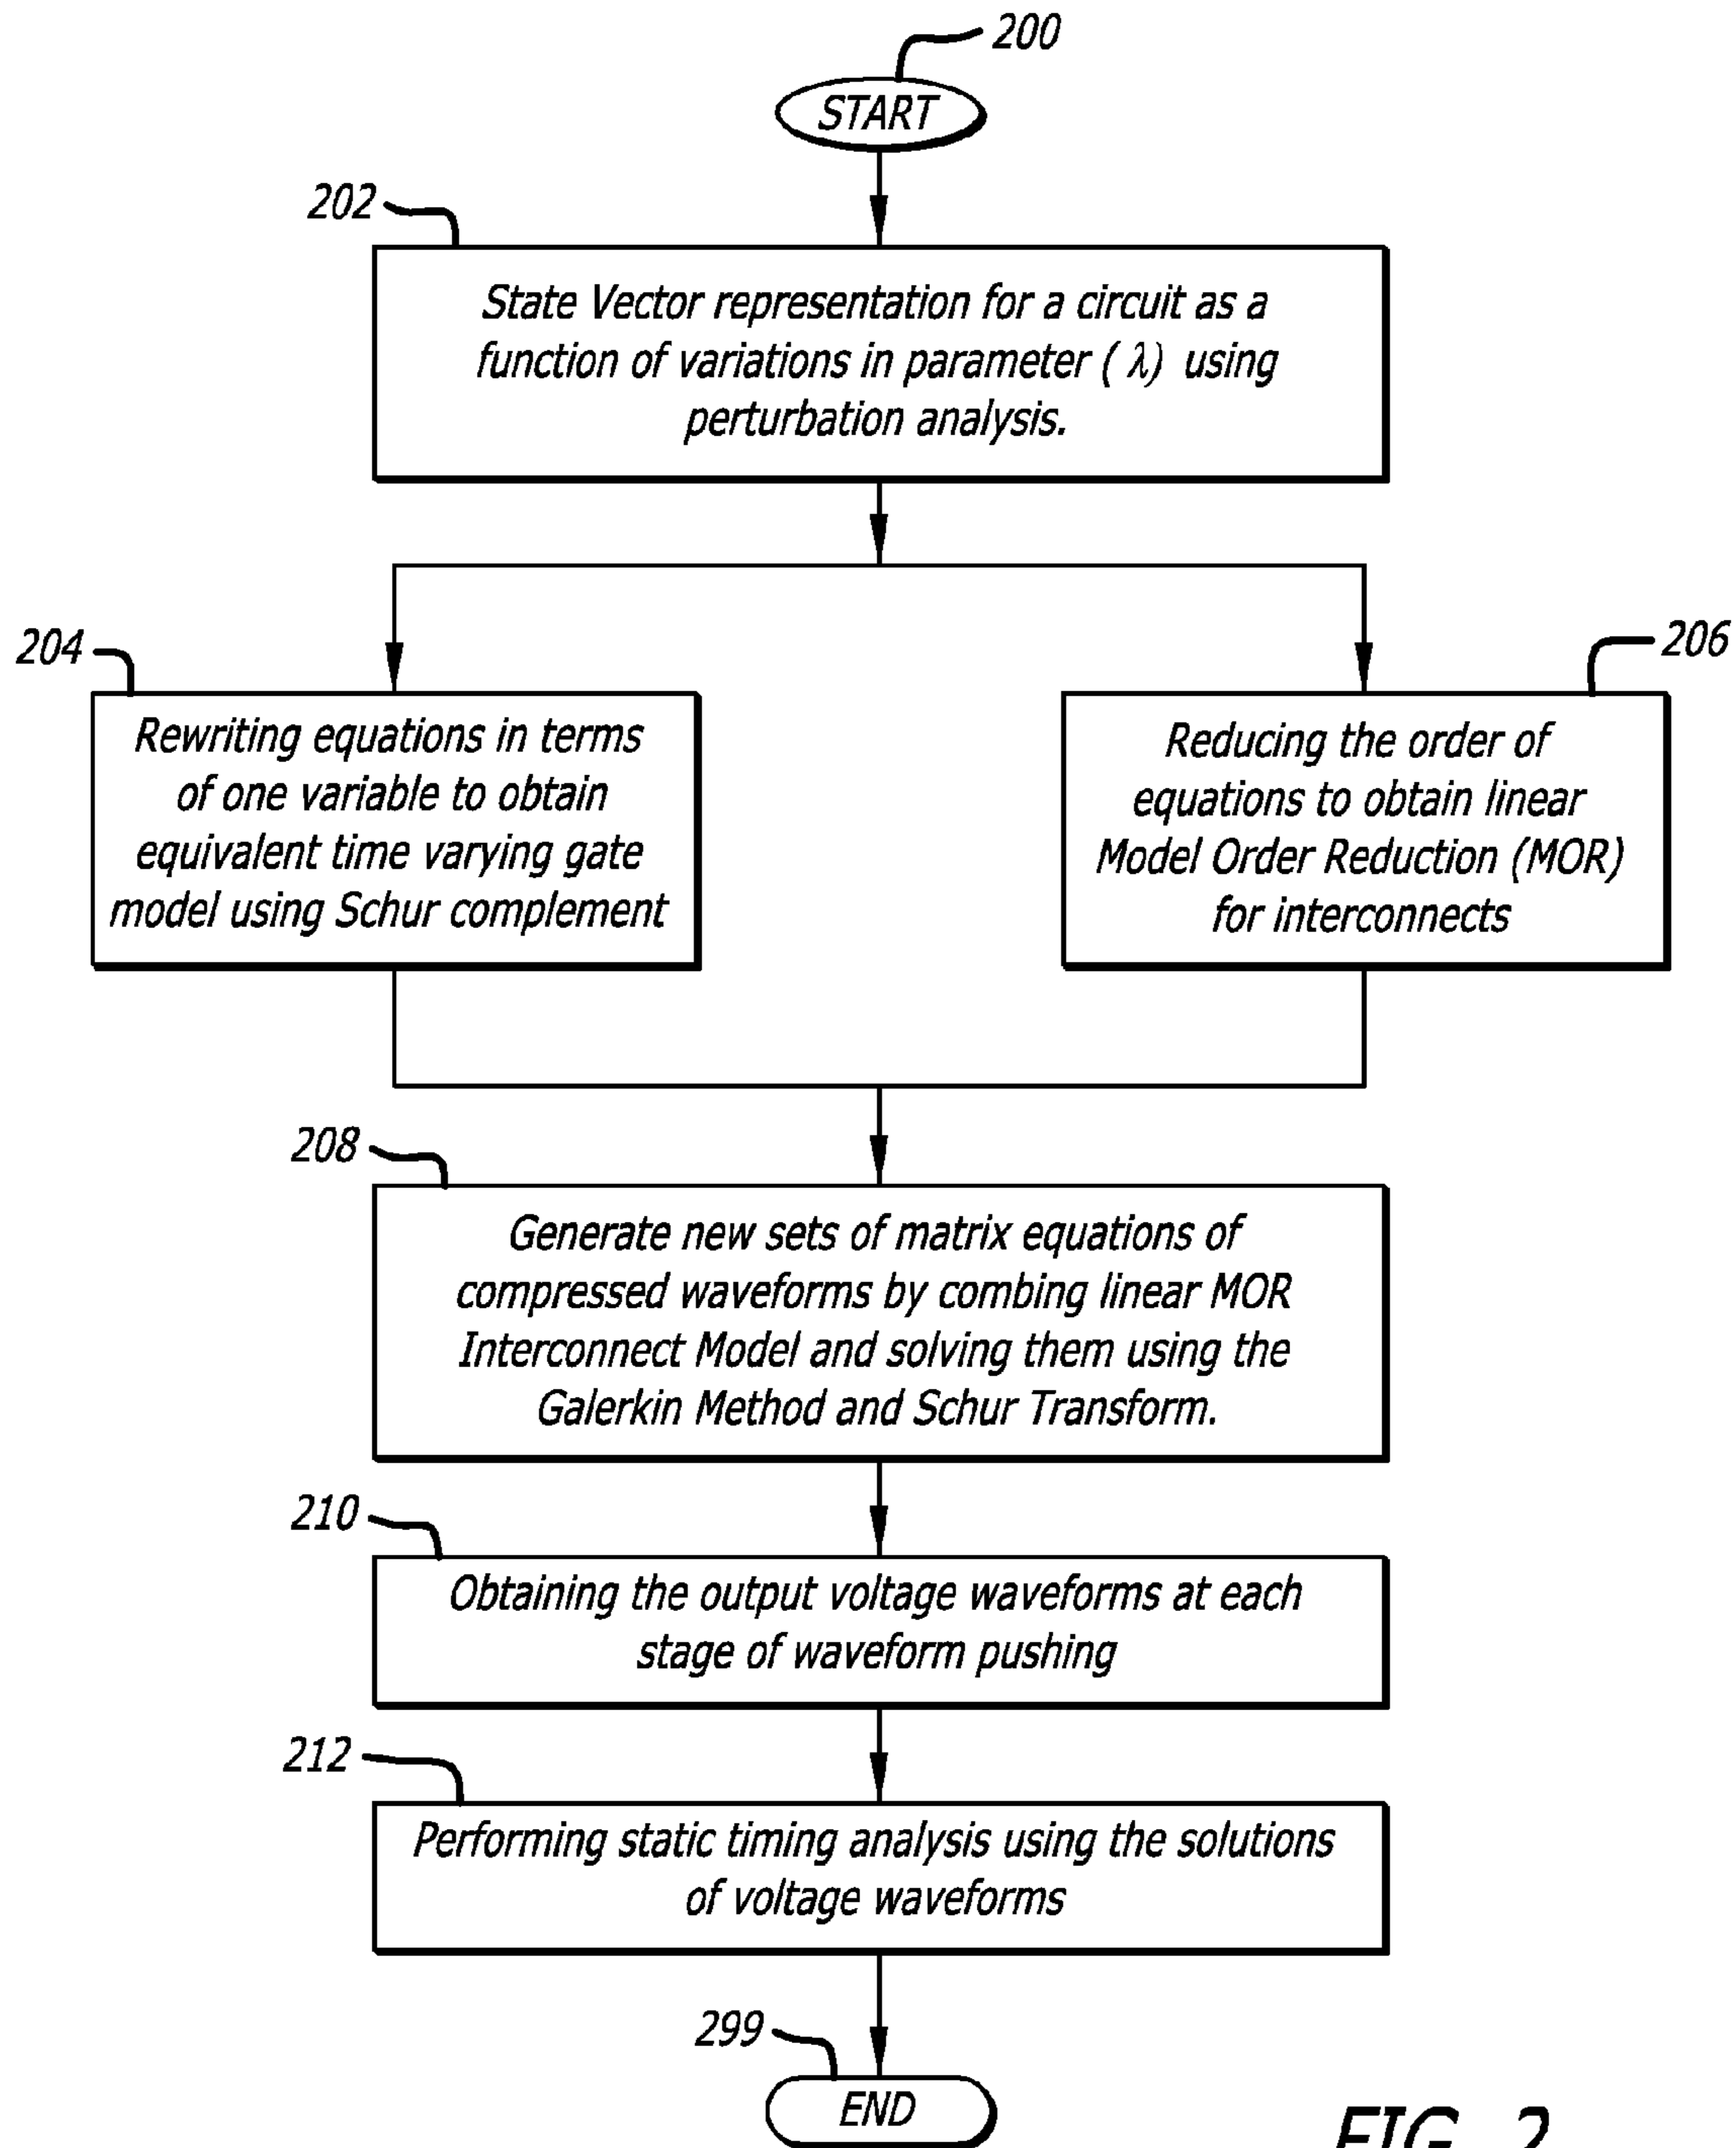 200
START
202
State Vector representation for a circuit as a
function of variations in parameter ( λ) using
perturbation analysis.
204
206
Rewriting equations in terms
of one variable to obtain
equivalent time varying gate
model using Schur complement
Reducing the order of
equations to obtain linear
Model Order Reduction (MOR)
for interconnects
208
Generate new sets of matrix equations of
compressed waveforms by combing linear MOR
Interconnect Model and solving them using the
Galerkin Method and Schur Transform.
210
Obtaining the output voltage waveforms at each
stage of waveform pushing
212
Performing static timing analysis using the solutions
of voltage waveforms
299
END
FIG. 2